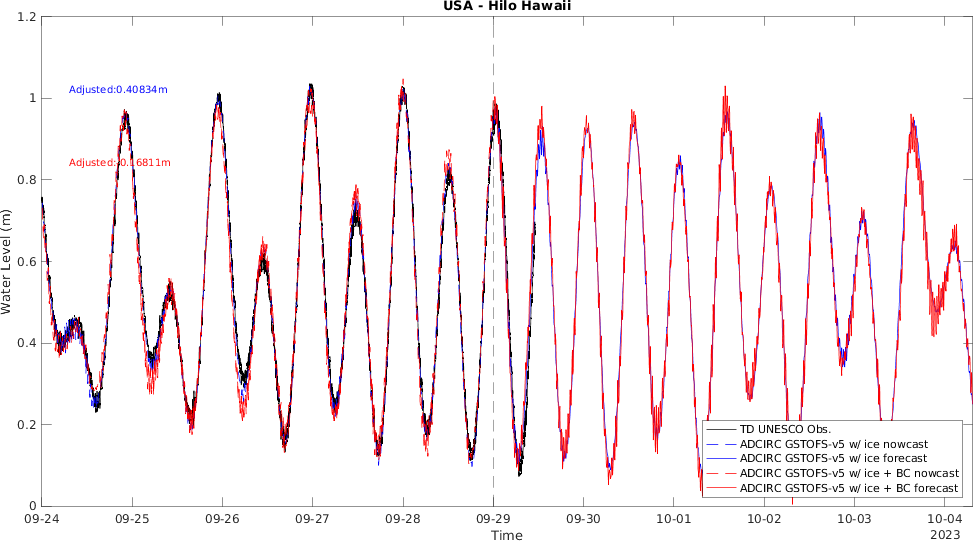 USA - Hilo Hawaii
1.2
1
0.8
0.6
0.4
0.2
0
Water Level (m)
Adjusted:0.40834m
Adjusted:-0.16811m
TD UNESCO Obs.
ADCIRC GSTOFS-v5 w/ ice nowcast
ADCIRC GSTOFS-v5 w/ ice forecast
ADCIRC GSTOFS-v5 w/ ice + BC nowcast
ADCIRC GSTOFS-v5 w/ ice + BC forecast
09-24 09-25 09-26 09-27 09-28 09-29 09-30 10-01 10-02 10-03 10-04
Time
2023